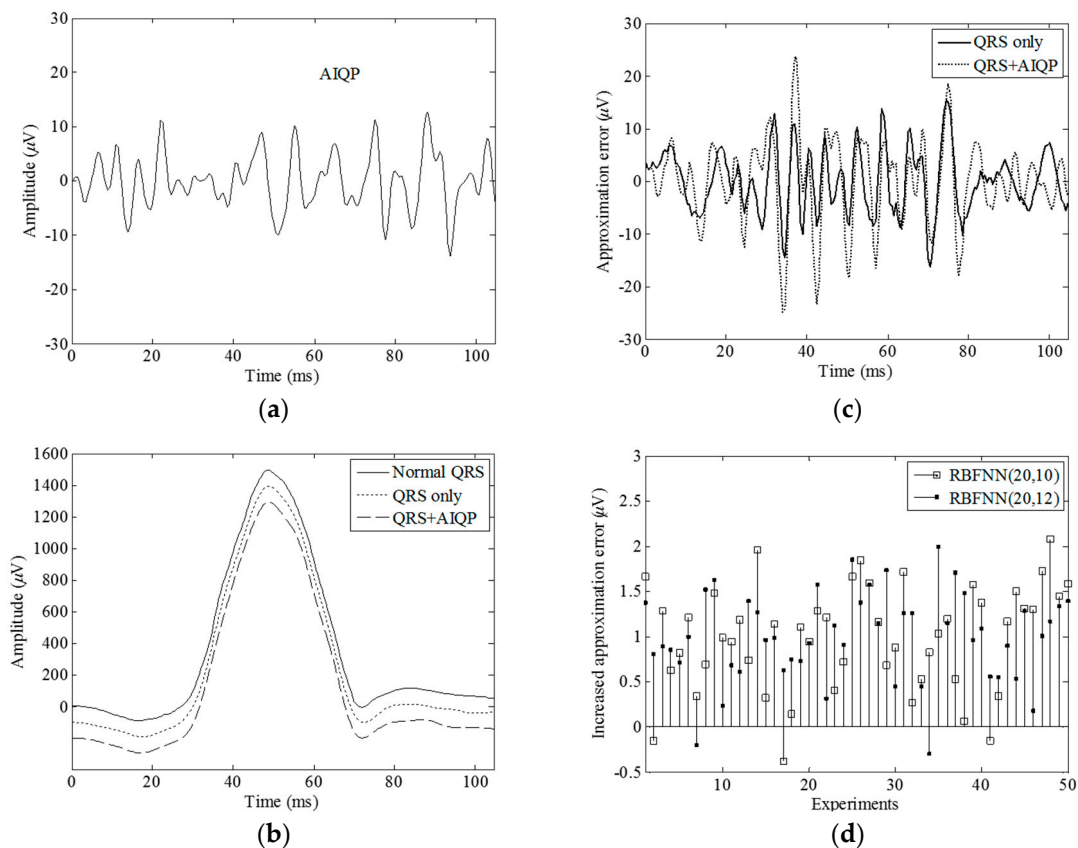 30
20
10
0
-10
-20
-30
Amplitude (μV)
AIQP
0 20 40 60 80 100
Time (ms)
(a)
30
20
10
0
-10
-20
-30
Approximation error (μV)
QRS only
QRS+AIQP
0 20 40 60 80 100
Time (ms)
(c)
1600
1400
1200
1000
800
600
400
200
0
Amplitude (μV)
Normal QRS
QRS only
QRS+AIQP
0 20 40 60 80 100
Time (ms)
(b)
3
2.5
2
1.5
1
0.5
0
-0.5
Increased approximation error (μV)
RBFNN(20,10)
RBFNN(20,12)
10 20 30 40 50
Experiments
(d)